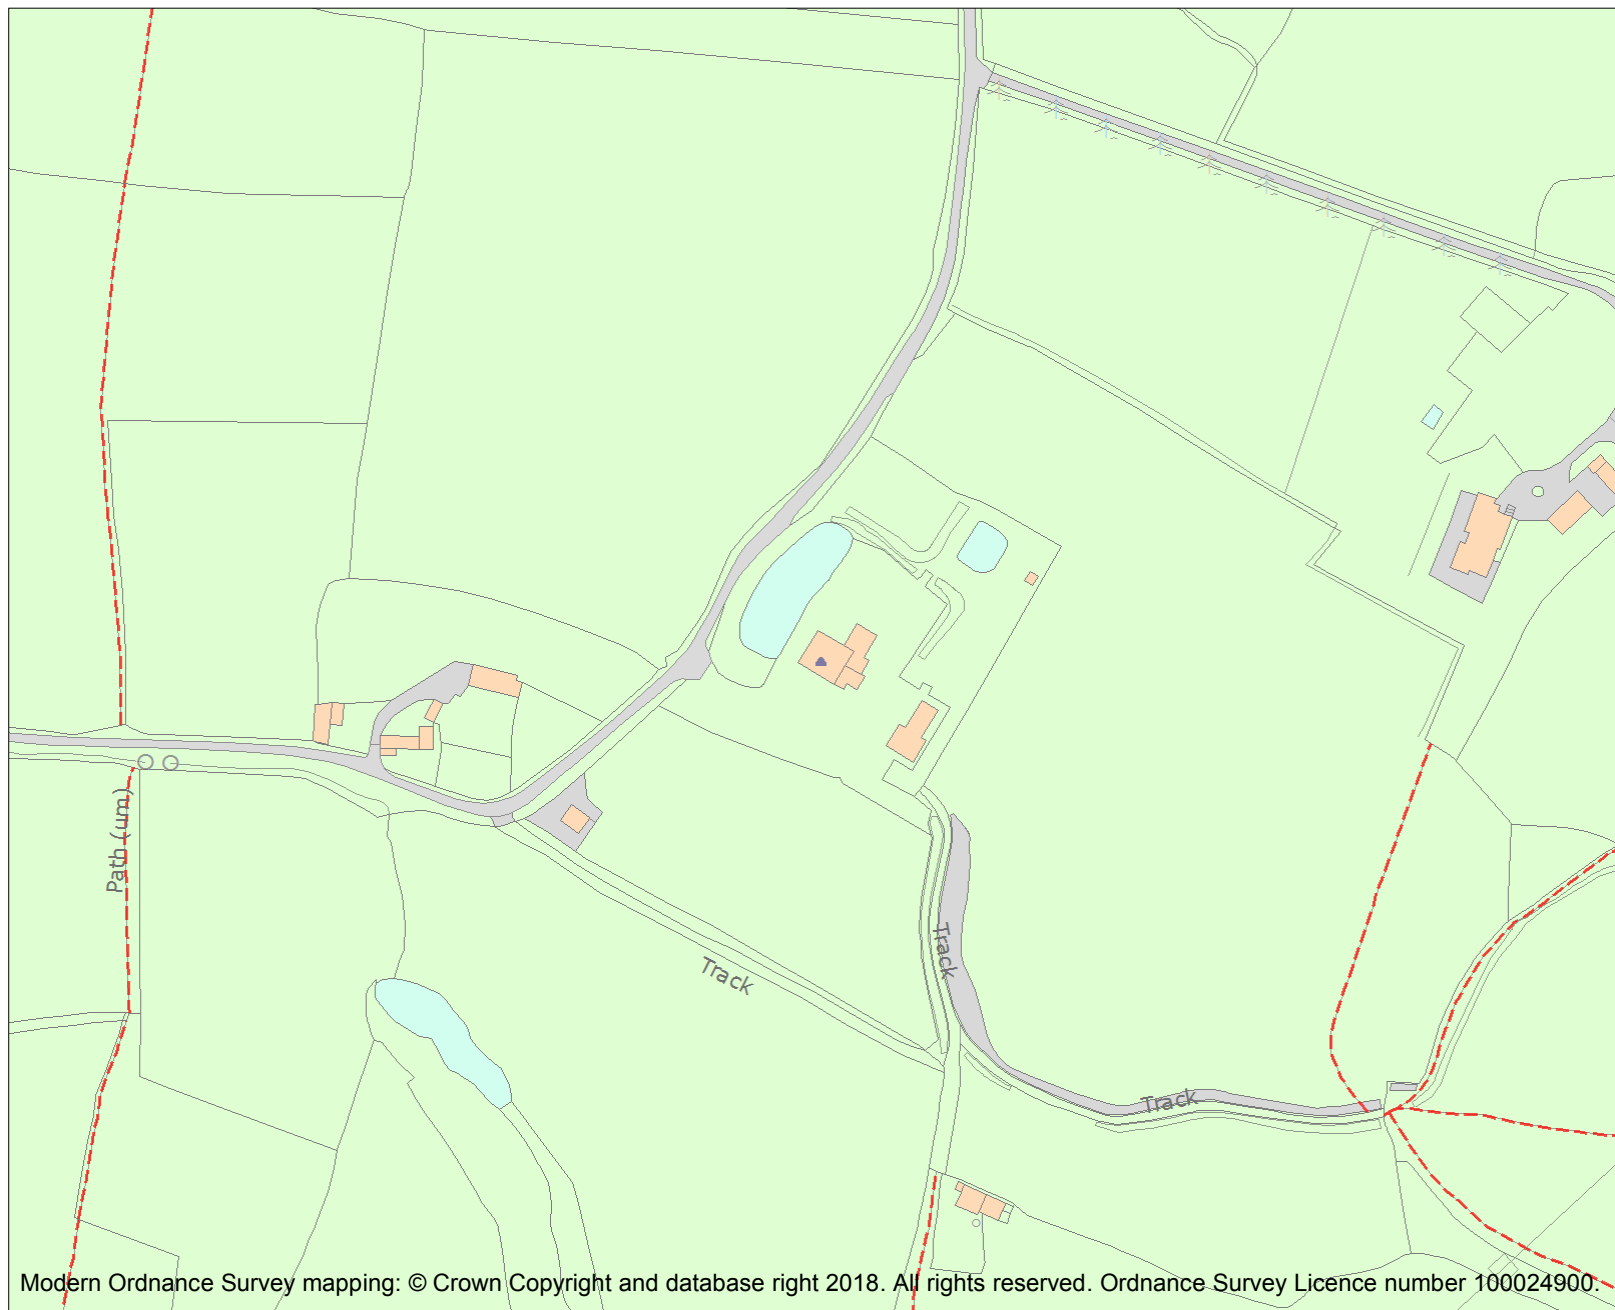 Path (um)
Track
Track
Track
Modern Ordnance Survey mapping: © Crown Copyright and database right 2018. All rights reserved. Ordnance Survey Licence number 100024900.